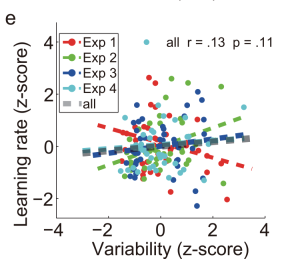 e
all r = .13 p = .11
Exp 1
Exp 2
Exp 3
Exp 4
all
Learning rate (z-score)
4
2
0
−2
−4 −2 0 2 4
Variability (z-score)